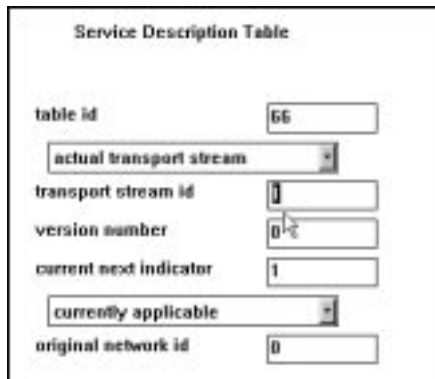 Service Description Table
table id 66
actual transport stream
transport stream id 0
version number 0
current next indicator 1
currently applicable
original network id 0